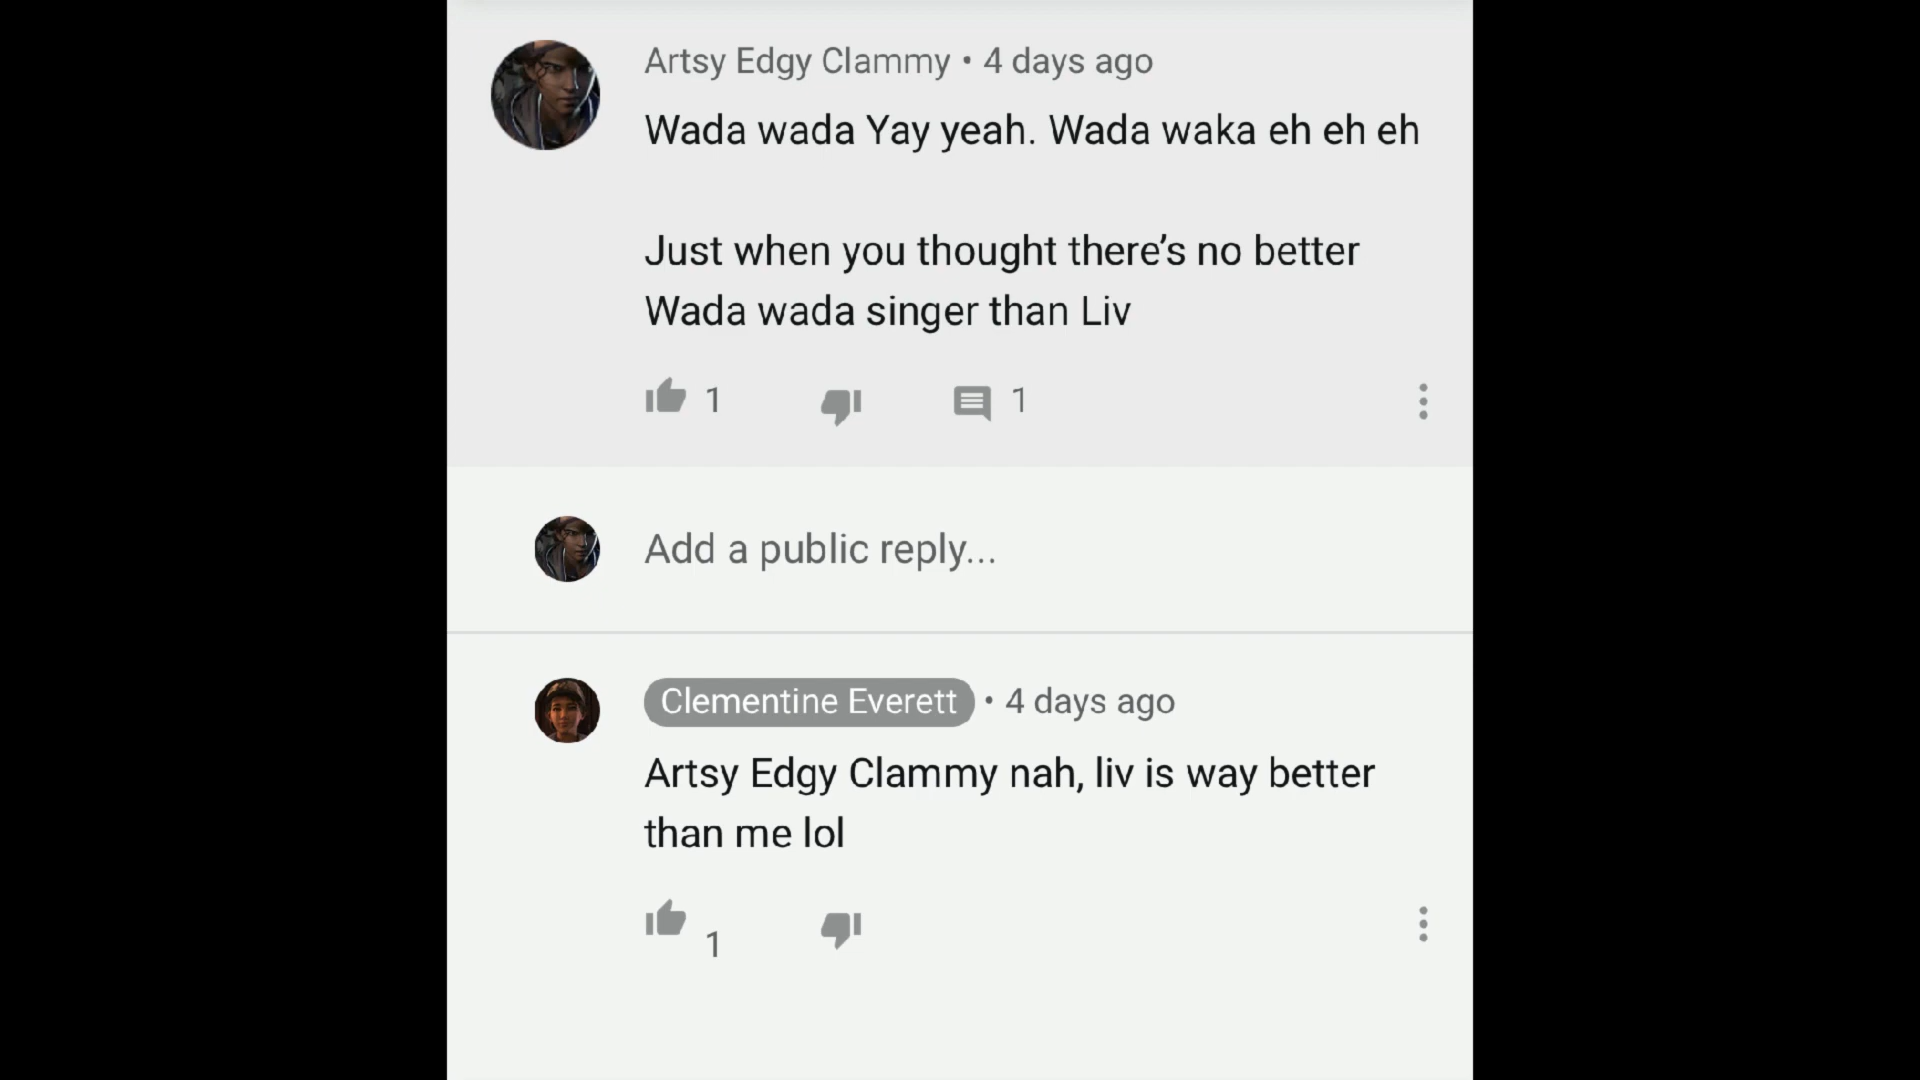 Artsy Edgy Clammy • 4 days ago
Wada wada Yay yeah. Wada waka eh eh eh
Just when you thought there’s no better
Wada wada singer than Liv
1 1
Add a public reply...
Clementine Everett • 4 days ago
Artsy Edgy Clammy nah, liv is way better
than me lol
1